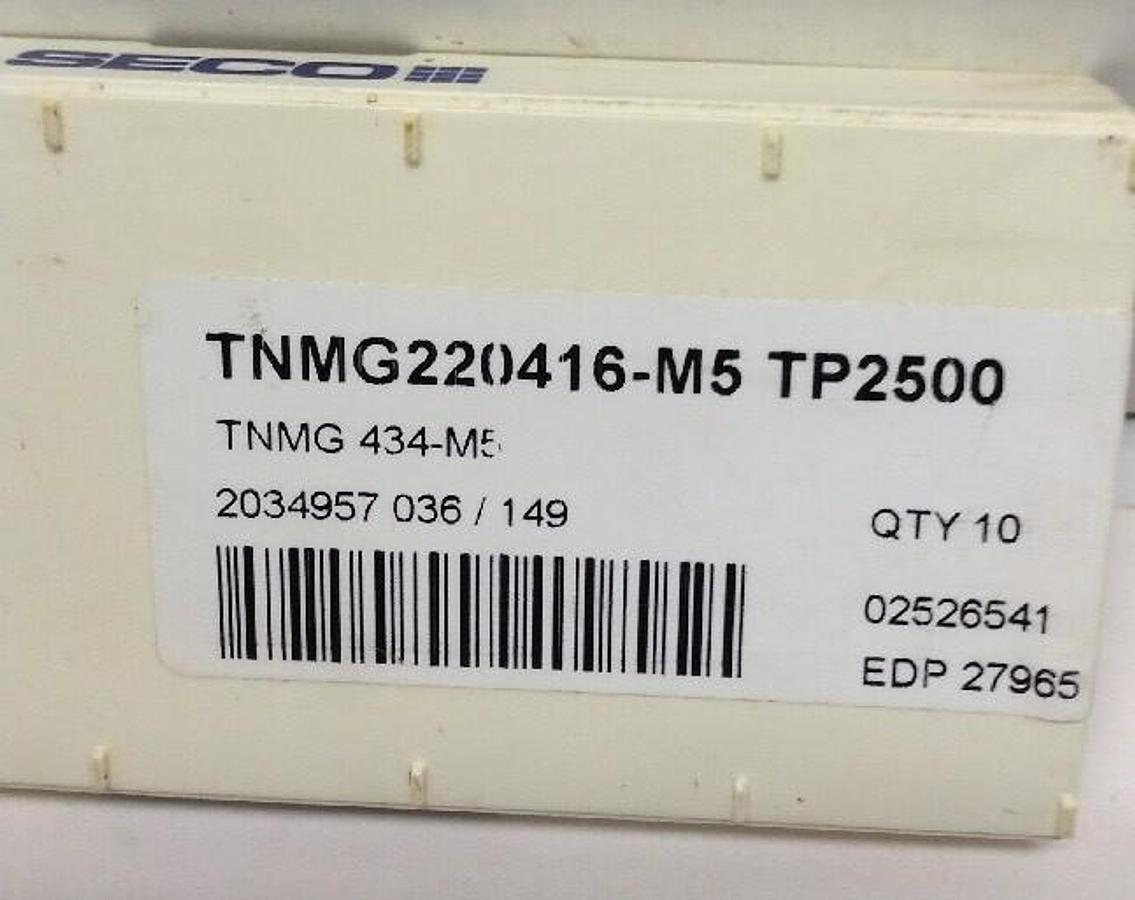 SECO
TNMG220416-M5 TP2500
TNMG 434-M5
2034957 036 / 149
QTY 10
02526541
EDP 27965